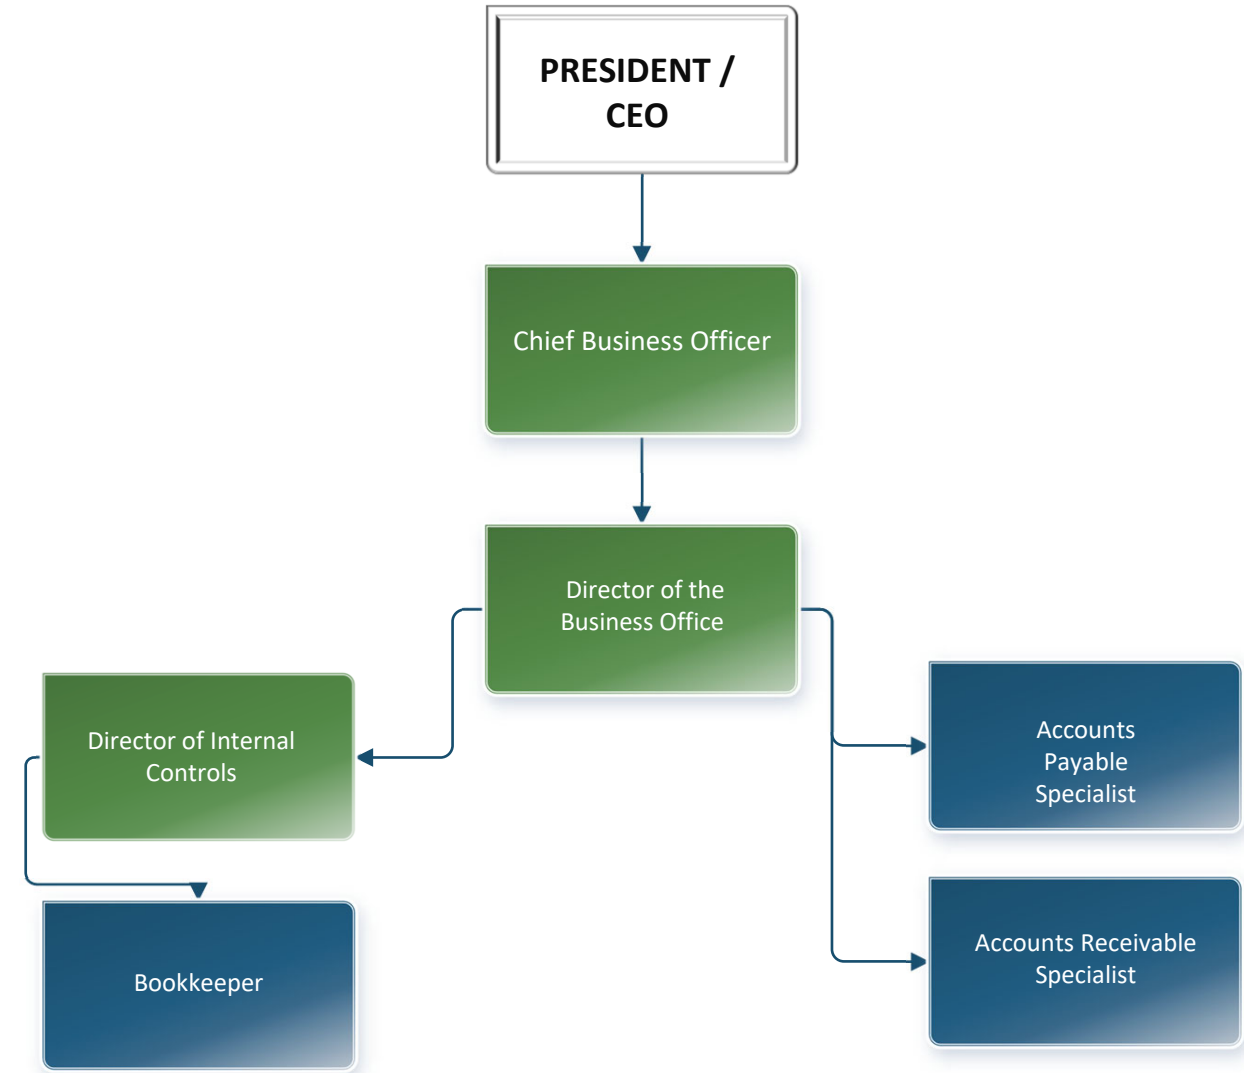 PRESIDENT /
CEO
Chief Business Officer
Director of the
Business Office
Director of Internal
Controls
Accounts
Payable
Specialist
Bookkeeper
Accounts Receivable
Specialist